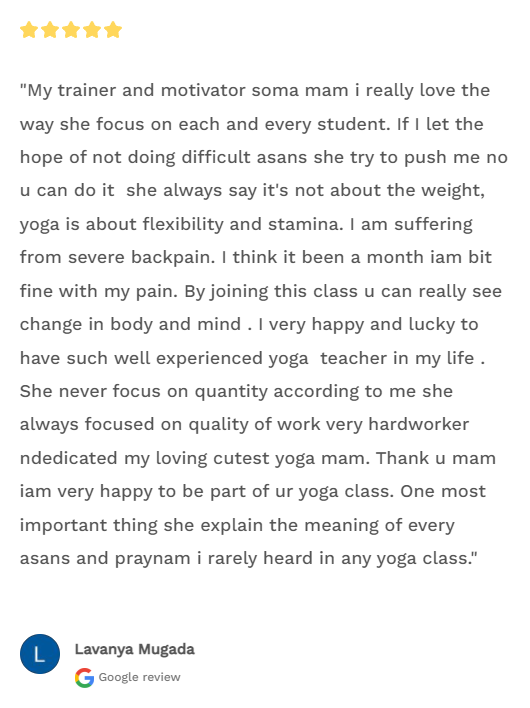 "My trainer and motivator soma mam i really love the
way she focus on each and every student. If I let the
hope of not doing difficult asans she try to push me no
u can do it  she always say it's not about the weight,
yoga is about flexibility and stamina. I am suffering
from severe backpain. I think it been a month iam bit
fine with my pain. By joining this class u can really see
change in body and mind . I very happy and lucky to
have such well experienced yoga  teacher in my life .
She never focus on quantity according to me she
always focused on quality of work very hardworker
ndedicated my loving cutest yoga mam. Thank u mam
iam very happy to be part of ur yoga class. One most
important thing she explain the meaning of every
asans and praynam i rarely heard in any yoga class."
L
Lavanya Mugada
Google review